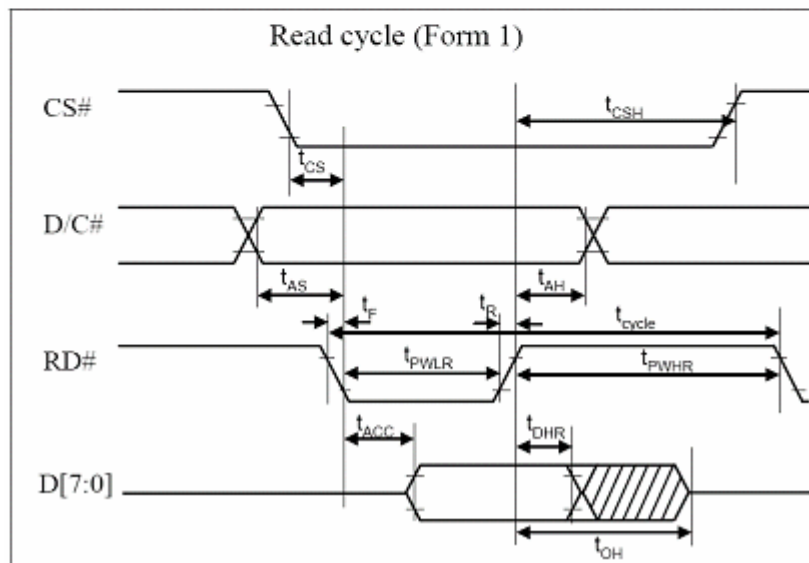 Read cycle (Form 1)
CS#
tCSH
tCS
D/C#
tAS
tAH
tF
tR
tcycle
RD#
tPWLR
tPWHR
tACC
tDHR
D[7:0]
tOH